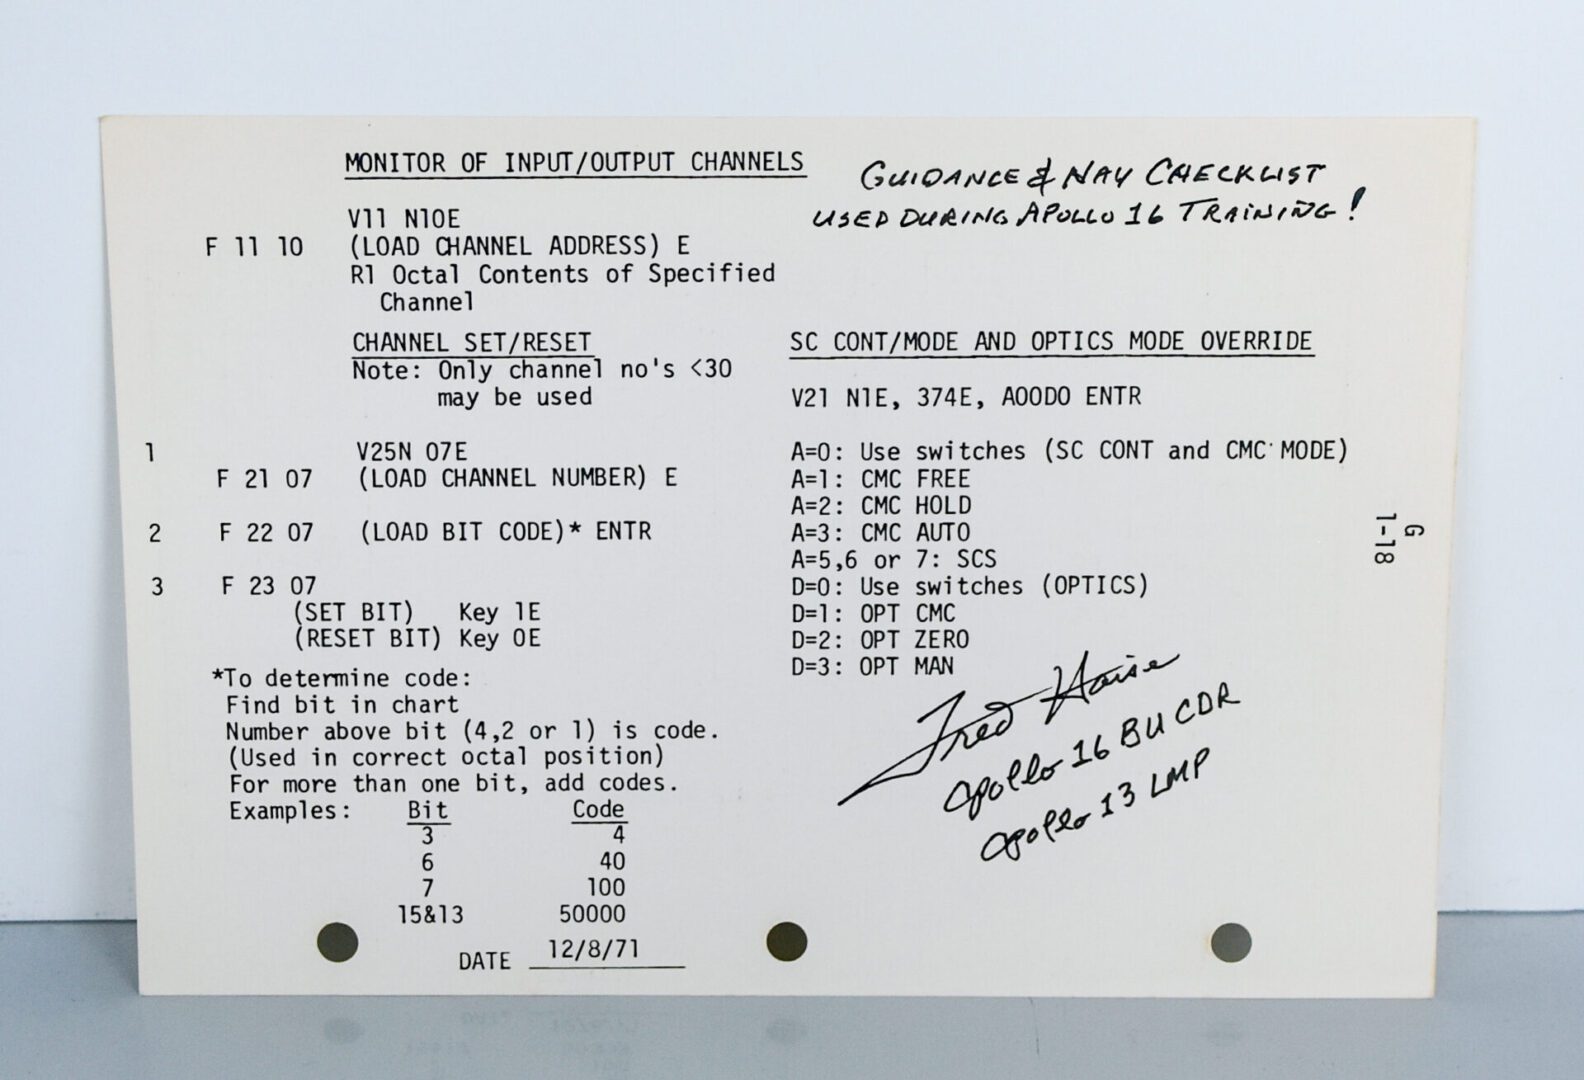 MONITOR OF INPUT/OUTPUT CHANNELS
GUIDANCE & NAV CHECKLIST
USED DURING APOLLO 16 TRAINING!
V11 N10E
F 11 10 (LOAD CHANNEL ADDRESS) E
R1 Octal Contents of Specified
Channel
CHANNEL SET/RESET
Note: Only channel no's <30
may be used
1 V25N 07E
F 21 07 (LOAD CHANNEL NUMBER) E
2 F 22 07 (LOAD BIT CODE)* ENTR
3 F 23 07
(SET BIT) Key 1E
(RESET BIT) Key 0E
*To determine code:
Find bit in chart
Number above bit (4,2 or 1) is code.
(Used in correct octal position)
For more than one bit, add codes.
Examples: Bit Code
3 4
6 40
7 100
15&13 50000
DATE 12/8/71
SC CONT/MODE AND OPTICS MODE OVERRIDE
V21 N1E, 374E, A00D0 ENTR
A=0: Use switches (SC CONT and CMC MODE)
A=1: CMC FREE
A=2: CMC HOLD
A=3: CMC AUTO
A=5,6 or 7: SCS
D=0: Use switches (OPTICS)
D=1: OPT CMC
D=2: OPT ZERO
D=3: OPT MAN
Fred Haise
Apollo 16 BU CDR
Apollo 13 LMP
G
1-18